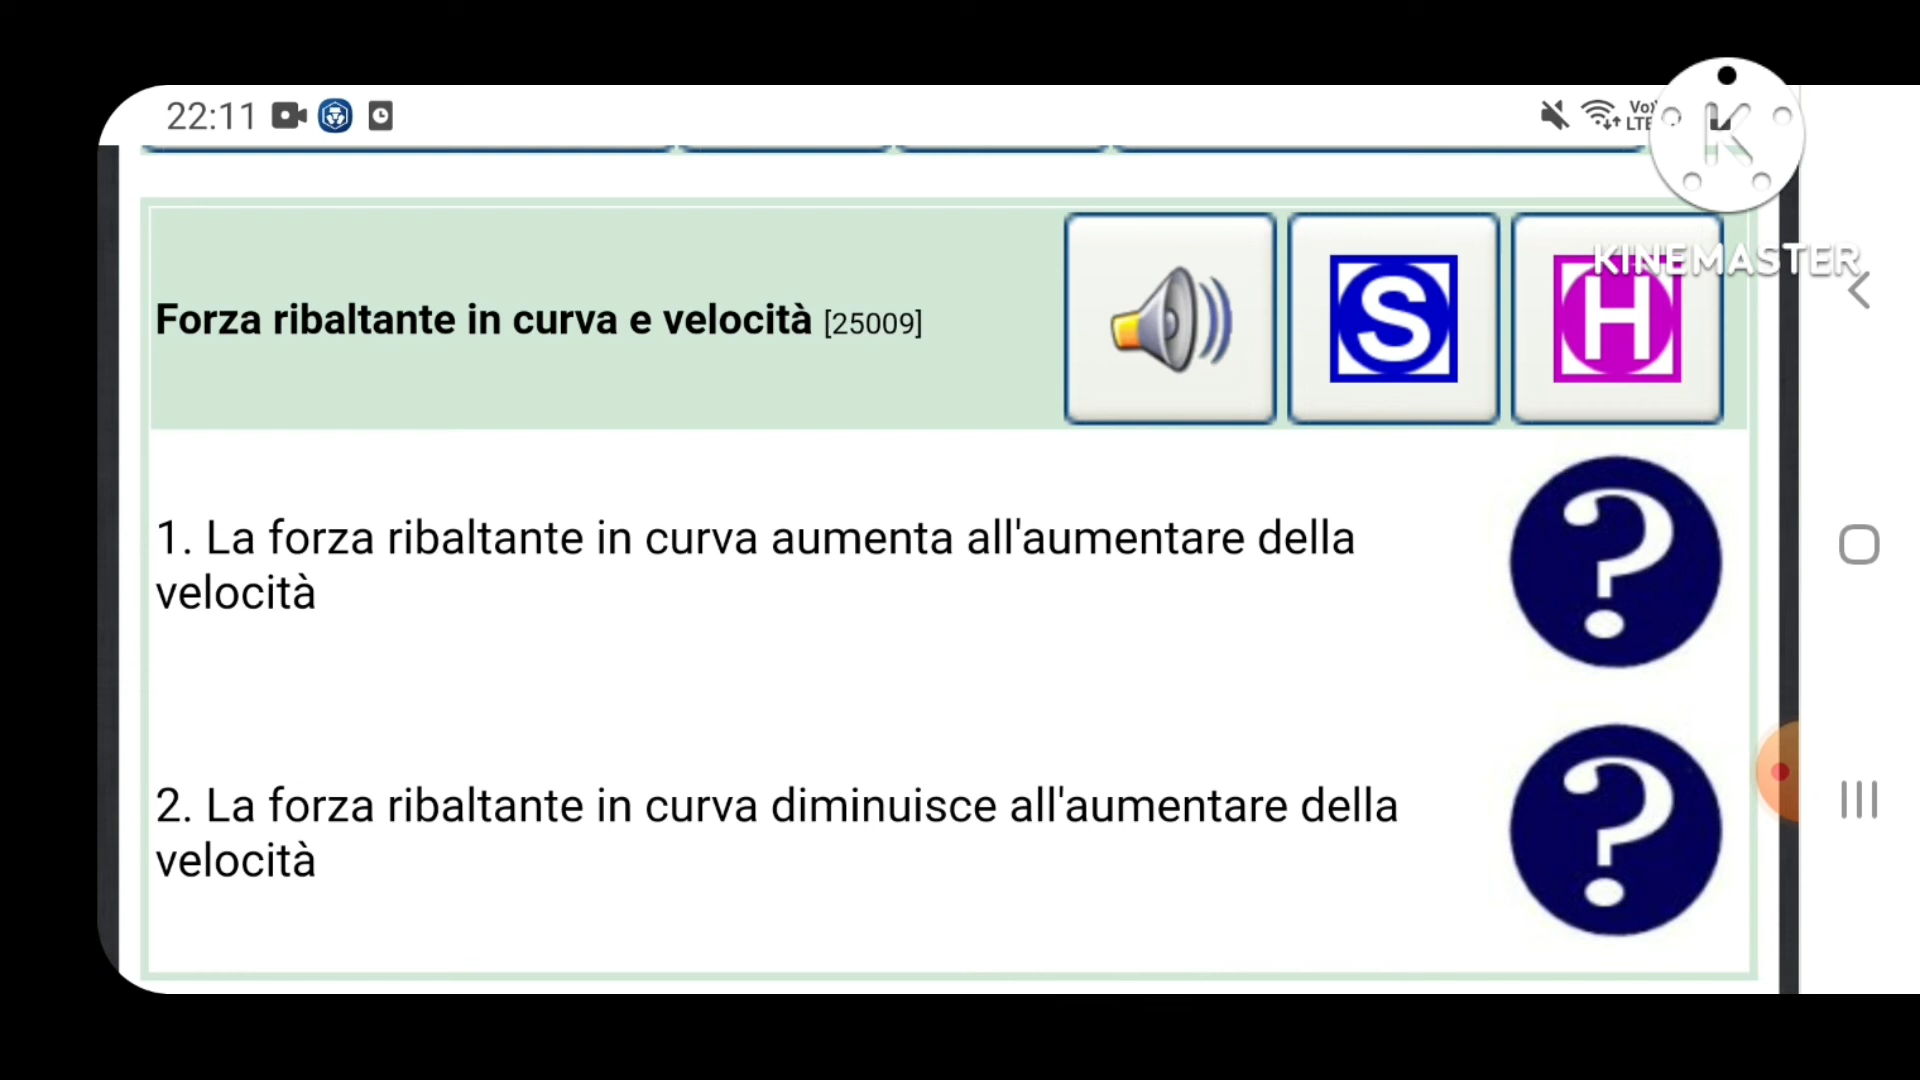 22:11
KINEMASTER
Forza ribaltante in curva e velocità [25009]
S
H
1. La forza ribaltante in curva aumenta all'aumentare della
velocità
2. La forza ribaltante in curva diminuisce all'aumentare della
velocità